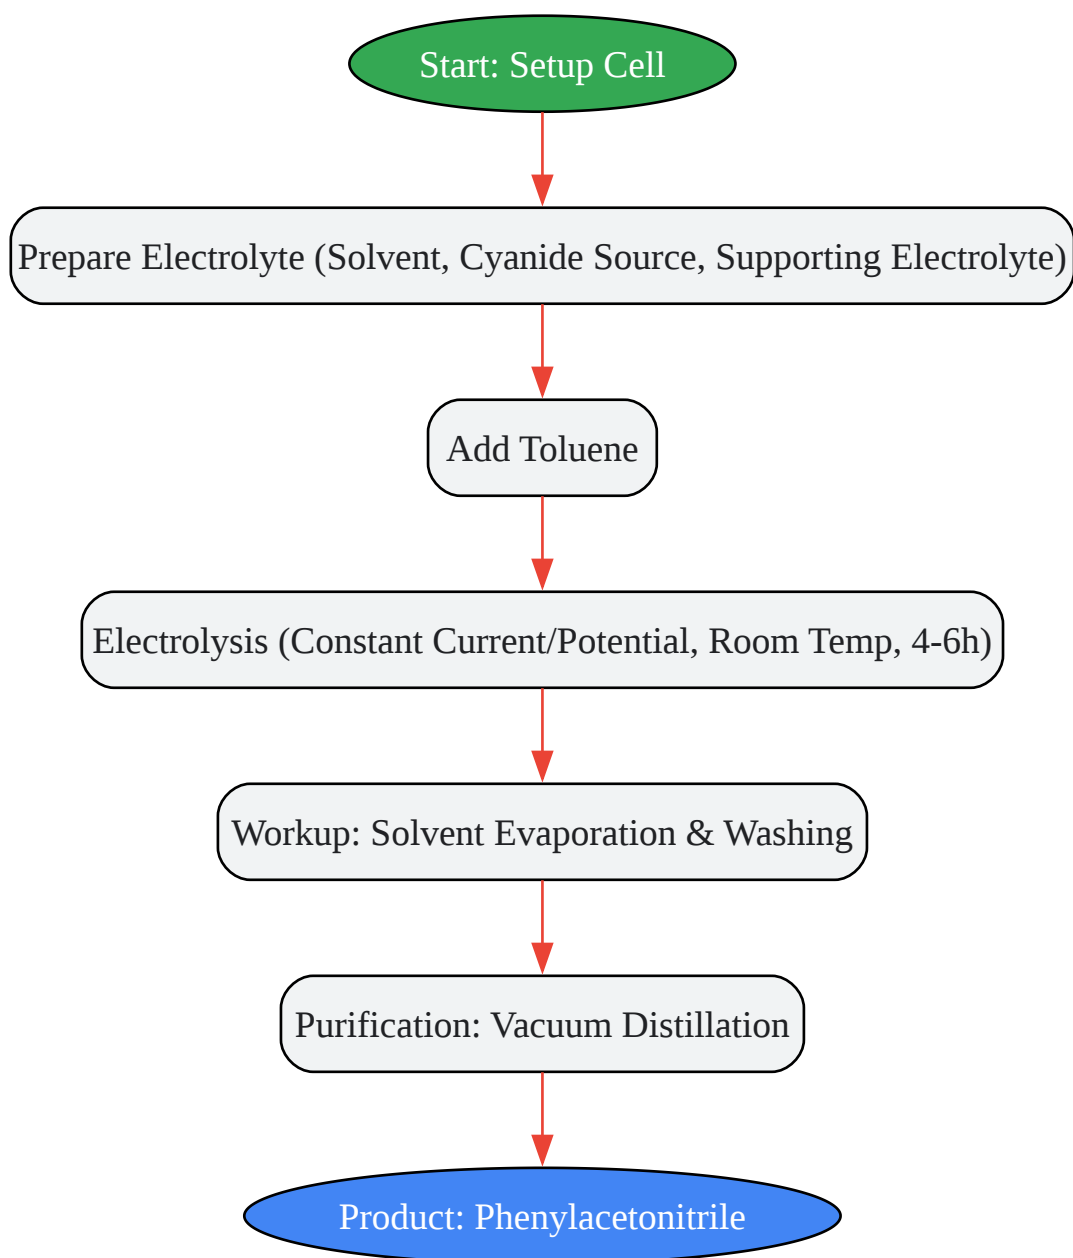 Start: Setup Cell
Prepare Electrolyte (Solvent, Cyanide Source, Supporting Electrolyte)
Add Toluene
Electrolysis (Constant Current/Potential, Room Temp, 4-6h)
Workup: Solvent Evaporation & Washing
Purification: Vacuum Distillation
Product: Phenylacetonitrile